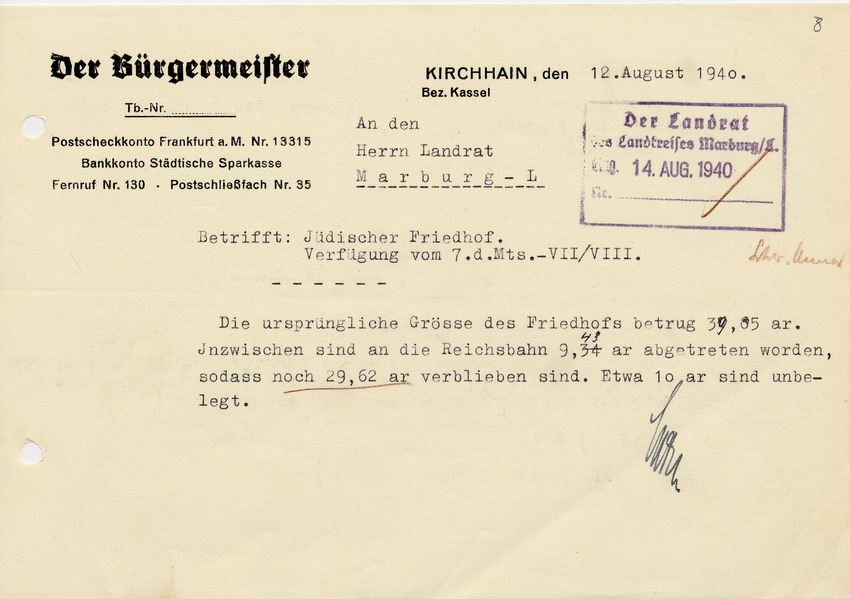 8
Der Bürgermeister
Tb.-Nr.
Postscheckkonto Frankfurt a. M. Nr. 13315
Bankkonto Städtische Sparkasse
Fernruf Nr. 130 · Postschließfach Nr. 35
KIRCHHAIN, den 12.August 194o.
Bez. Kassel
An den
Herrn Landrat
Marburg-L
Der Landrat
des Landkreises Marburg/L.
Eing. 14. AUG. 1940
Nr.
Betrifft: Jüdischer Friedhof.
Verfügung vom 7.d.Mts.-VII/VIII.
------
Die ursprüngliche Grösse des Friedhofs betrug 39,05 ar.
43
Jnzwischen sind an die Reichsbahn 9,34 ar abgetreten worden,
sodass noch 29,62 ar verblieben sind. Etwa 1o ar sind unbe-
legt.